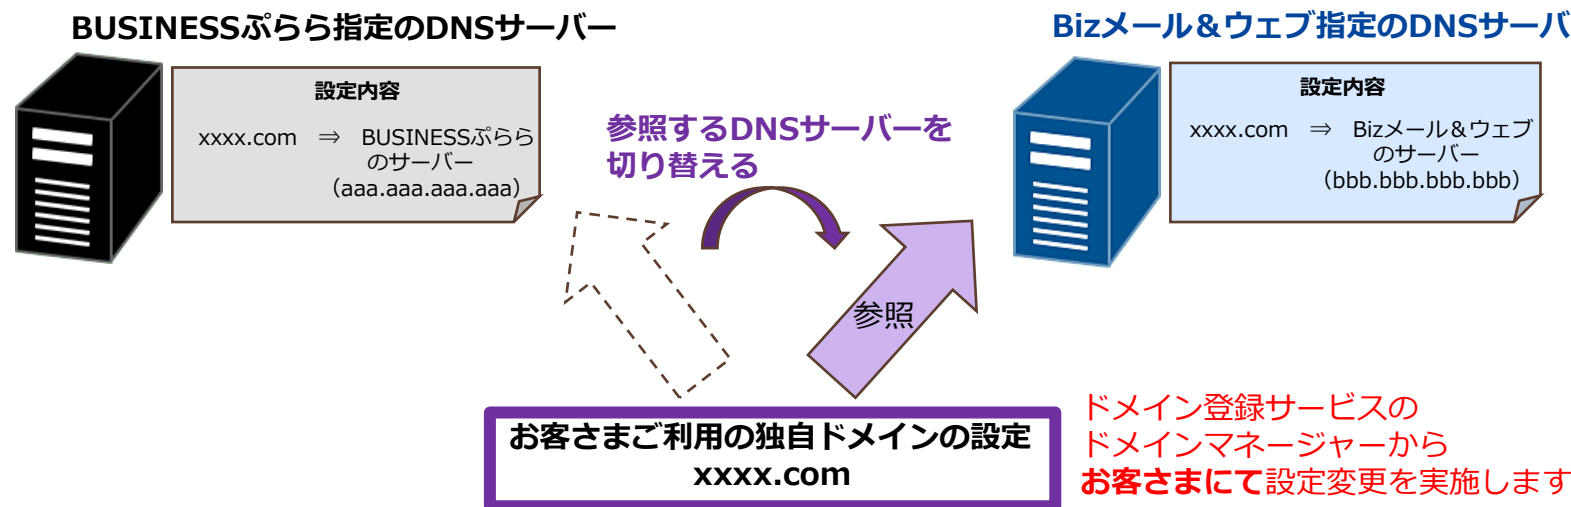 BUSINESSぷらら指定のDNSサーバー
設定内容
xxxx.com ⇒ BUSINESSぷらら
のサーバー
（aaa.aaa.aaa.aaa）
参照するDNSサーバーを
切り替える
Bizメール＆ウェブ指定のDNSサーバ
設定内容
xxxx.com ⇒ Bizメール＆ウェブ
のサーバー
（bbb.bbb.bbb.bbb）
参照
お客さまご利用の独自ドメインの設定
xxxx.com
ドメイン登録サービスの
ドメインマネージャーから
お客さまにて設定変更を実施します